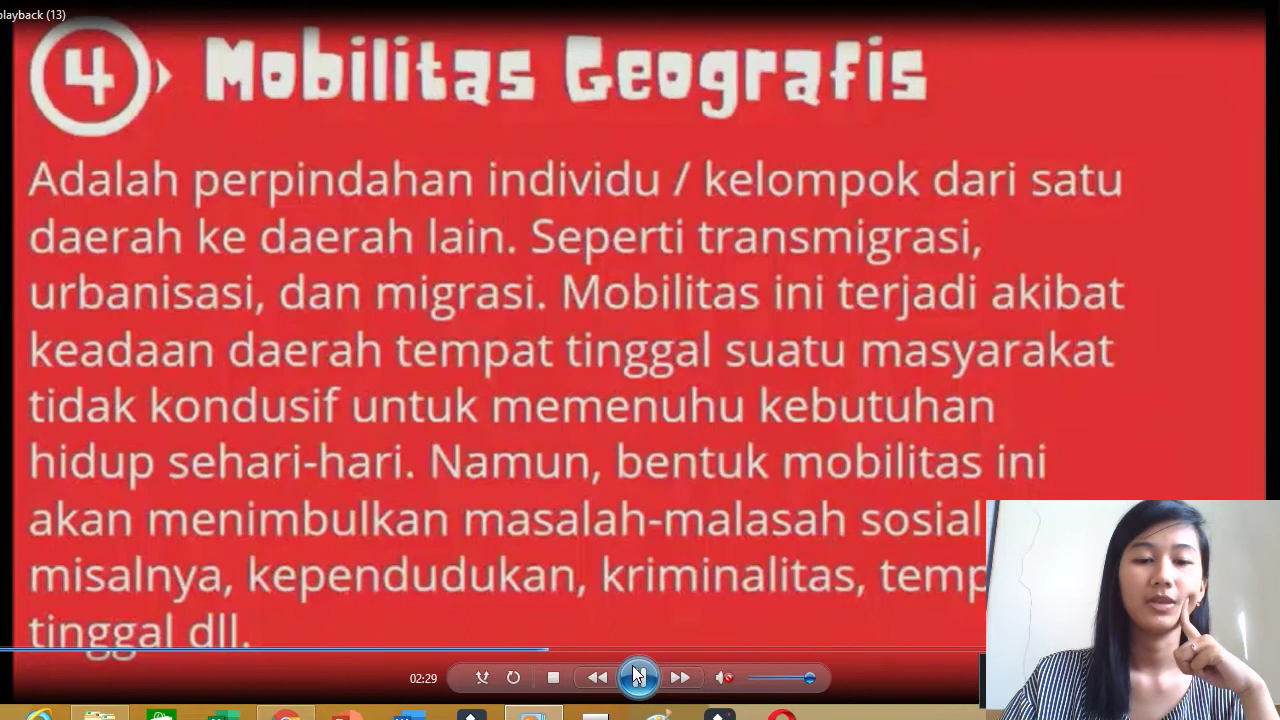 playback (13)
4 Mobilitas Geografis
Adalah perpindahan individu / kelompok dari satu
daerah ke daerah lain. Seperti transmigrasi,
urbanisasi, dan migrasi. Mobilitas ini terjadi akibat
keadaan daerah tempat tinggal suatu masyarakat
tidak kondusif untuk memenuhu kebutuhan
hidup sehari-hari. Namun, bentuk mobilitas ini
akan menimbulkan masalah-malasah sosial
misalnya, kependudukan, kriminalitas, temp
tinggal dll.
02:29